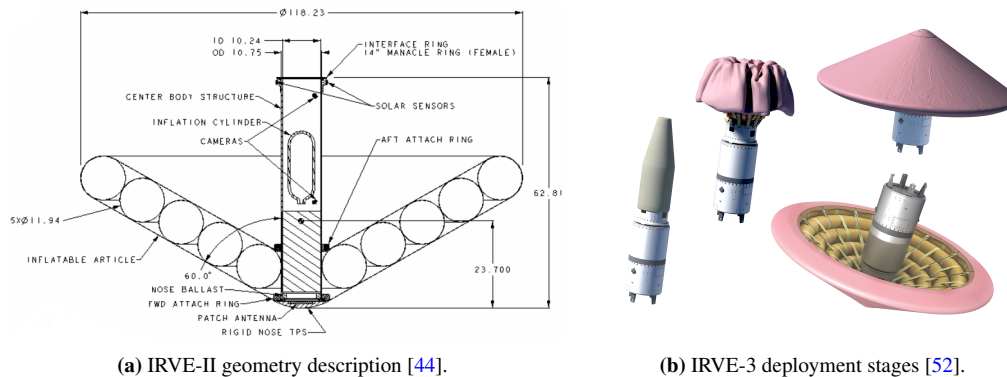 Ø118.23
ID 10.24
OD 10.75
INTERFACE RING
14" MANACLE RING (FEMALE)
SOLAR SENSORS
CENTER BODY STRUCTURE
INFLATION CYLINDER
CAMERAS
AFT ATTACH RING
62.81
5XØ11.94
23.700
INFLATABLE ARTICLE
60.0°
NOSE BALLAST
FWD ATTACH RING
PATCH ANTENNA
RIGID NOSE TPS
(a) IRVE-II geometry description [44].
(b) IRVE-3 deployment stages [52].